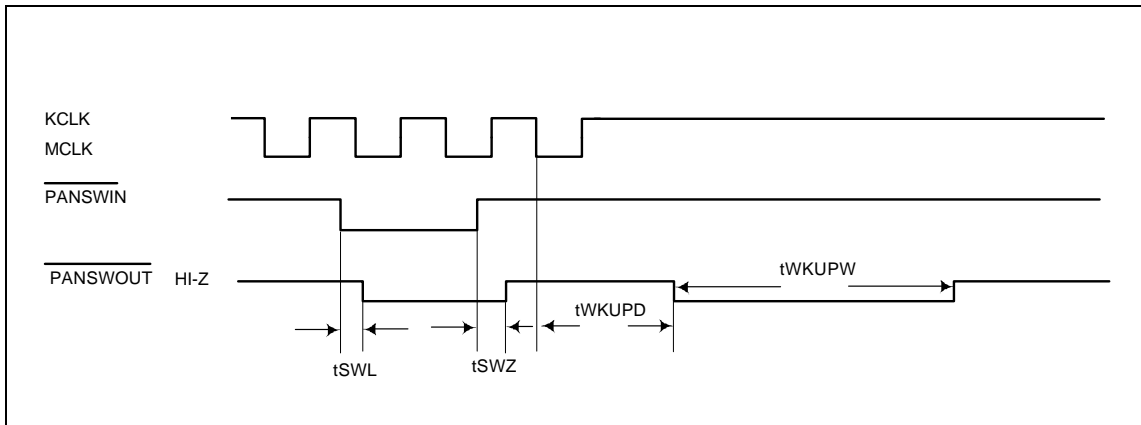 KCLK
MCLK
PANSWIN
PANSWOUT HI-Z
tWKUPW
tWKUPD
tSWL
tSWZ